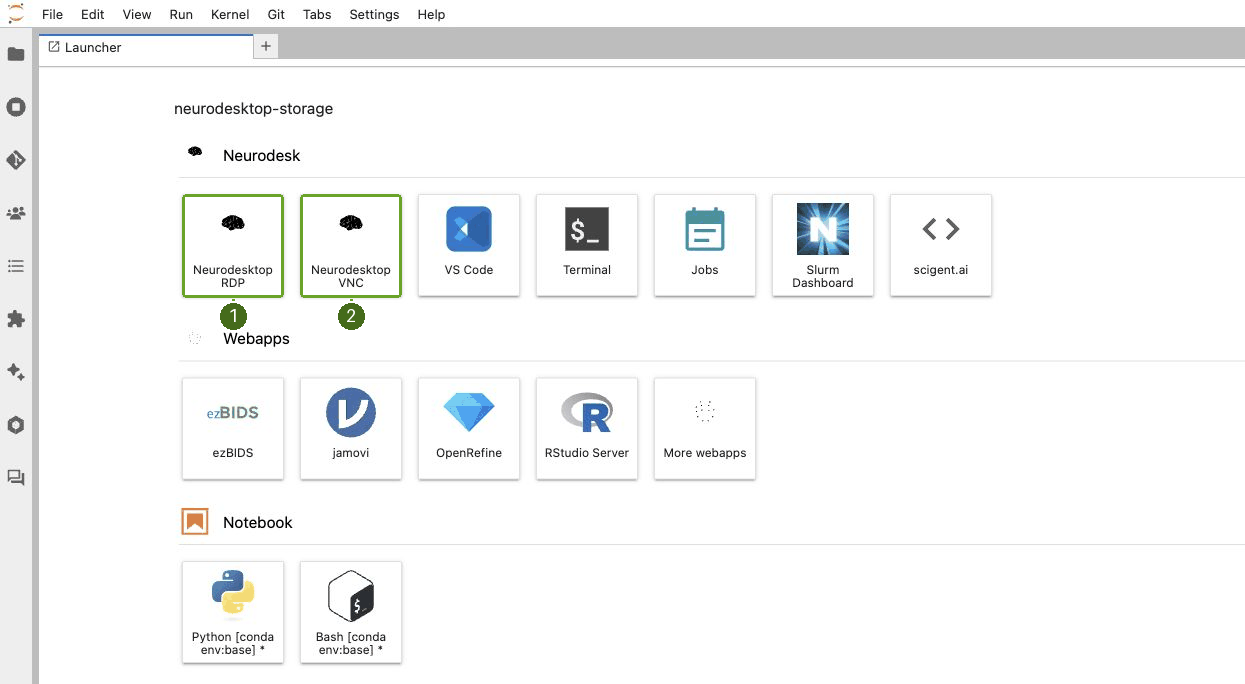 File Edit View Run Kernel Git Tabs Settings Help
Launcher
neurodesktop-storage
Neurodesk
Neurodesktop RDP
Neurodesktop VNC
VS Code
$_
Terminal
Jobs
N
Slurm Dashboard
scigent.ai
1
2
Webapps
ezBIDS
ezBIDS
jamovi
OpenRefine
R
RStudio Server
More webapps
Notebook
Python [conda env:base] *
$_
Bash [conda env:base] *